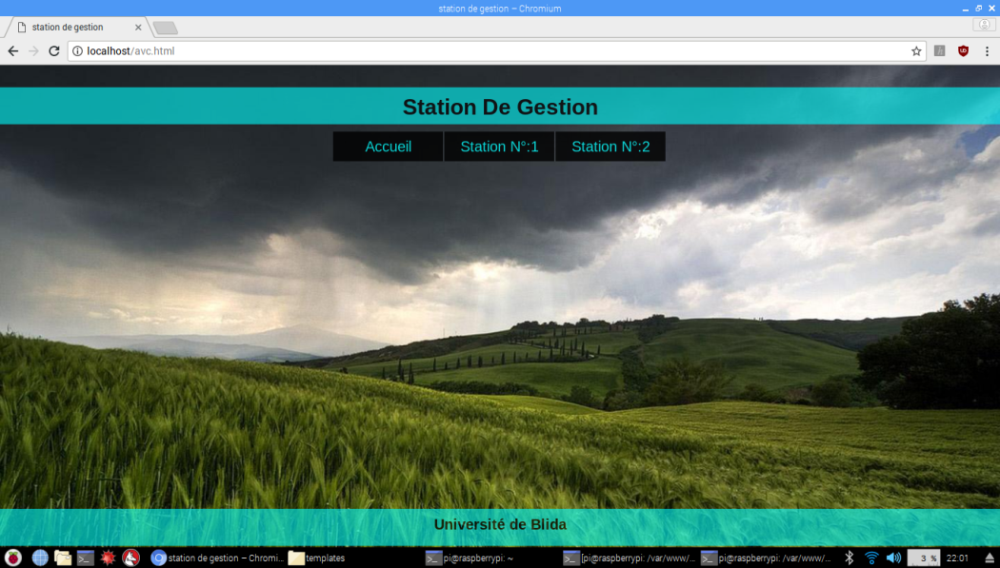 station de gestion – Chromium
station de gestion
localhost/avc.html
Station De Gestion
Accueil
Station N°:1
Station N°:2
Université de Blida
station de gestion – Chromi...
templates
pi@raspberrypi: ~
[pi@raspberrypi: /var/www/...
pi@raspberrypi: /var/www/...
3 %
22:01